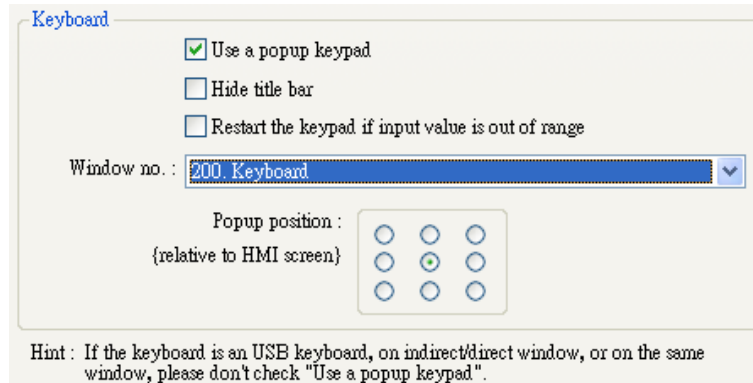 Keyboard
Use a popup keypad
Hide title bar
Restart the keypad if input value is out of range
Window no. : 200. Keyboard
Popup position :
{relative to HMI screen}
Hint : If the keyboard is an USB keyboard, on indirect/direct window, or on the same
window, please don't check "Use a popup keypad".